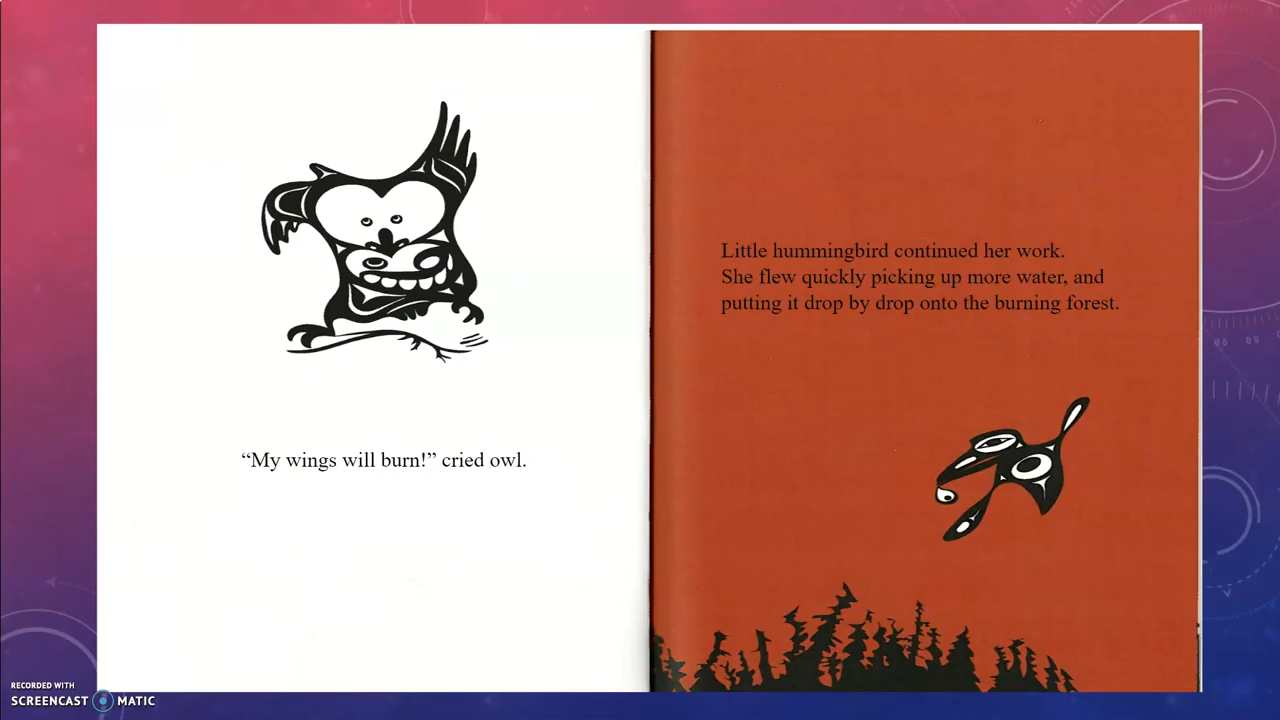 “My wings will burn!” cried owl.
Little hummingbird continued her work.
She flew quickly picking up more water, and
putting it drop by drop onto the burning forest.
RECORDED WITH
SCREENCAST MATIC